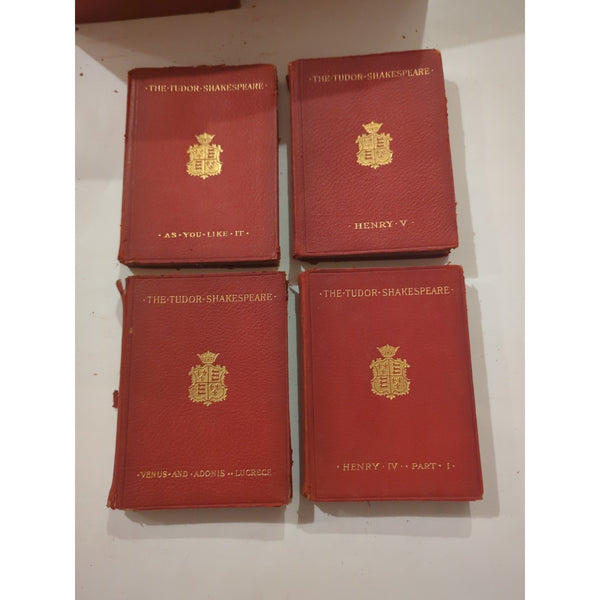 ·THE·TUDOR·SHAKESPEARE·
·AS·YOU·LIKE·IT·
·THE·TUDOR·SHAKESPEARE·
·HENRY·V·
·THE·TUDOR·SHAKESPEARE·
·VENUS·AND·ADONIS··LUCRECE·
·THE·TUDOR·SHAKESPEARE·
·HENRY·IV··PART·I·